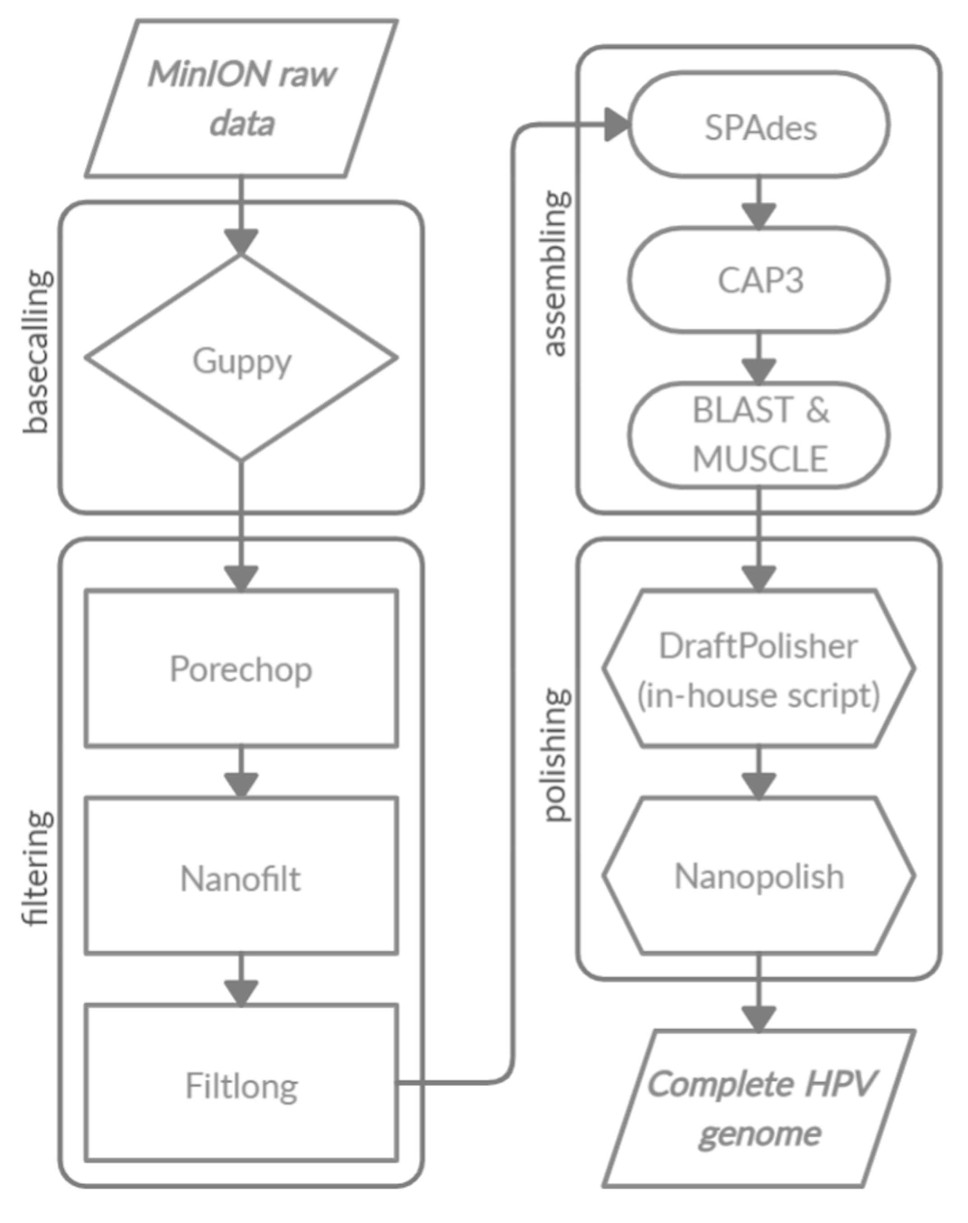 MinION raw
data
basecalling
Guppy
filtering
Porechop
Nanofilt
Filtlong
assembling
SPAdes
CAP3
BLAST &
MUSCLE
polishing
DraftPolisher
(in-house script)
Nanopolish
Complete HPV
genome